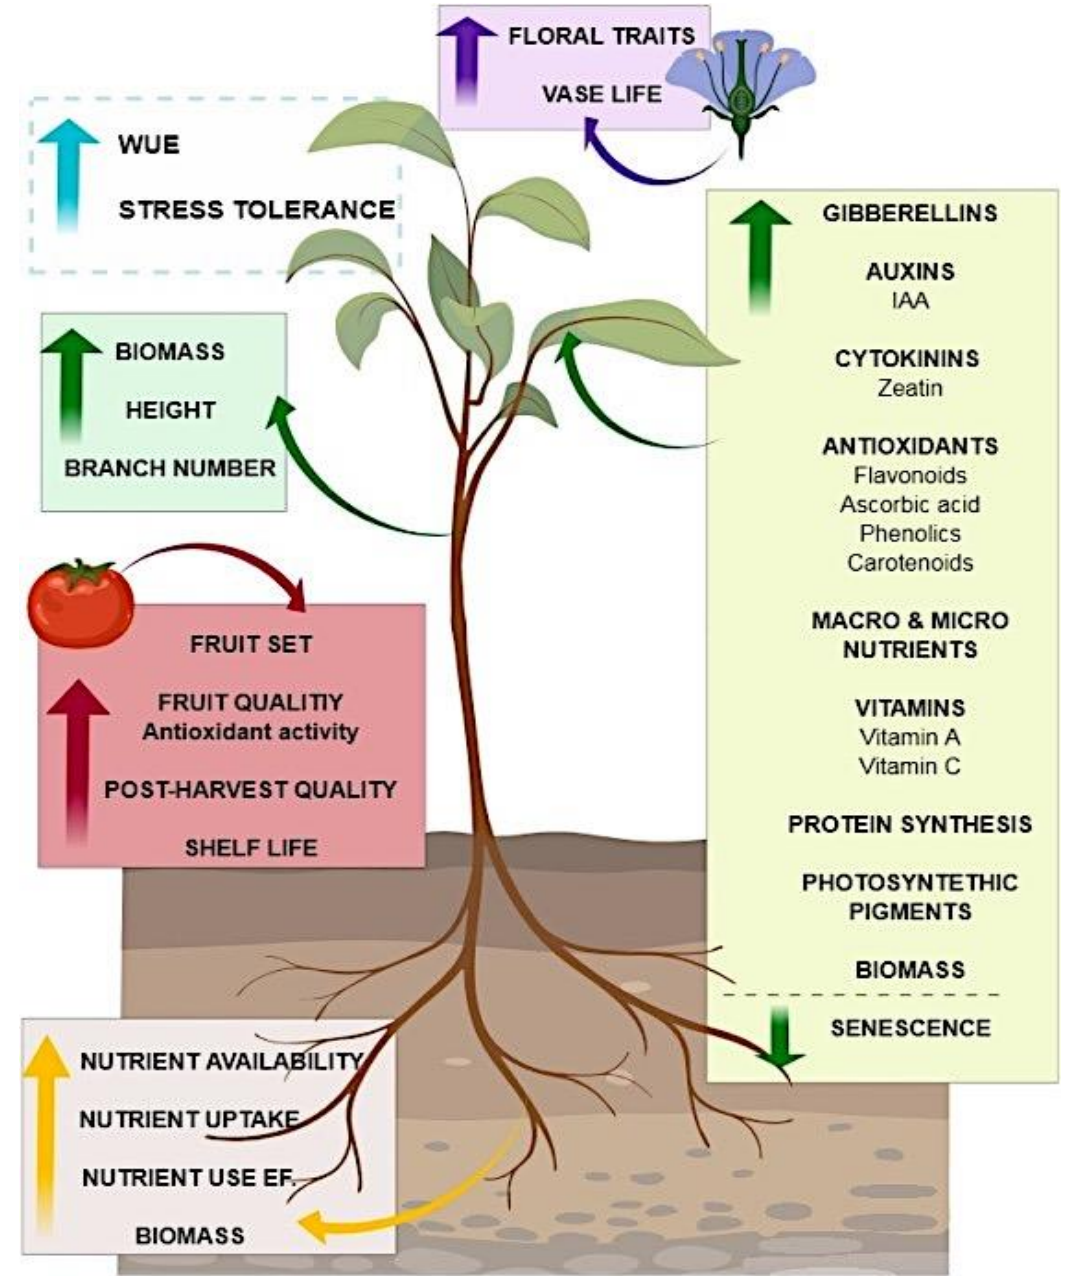 FLORAL TRAITS
VASE LIFE
WUE
STRESS TOLERANCE
BIOMASS
HEIGHT
BRANCH NUMBER
FRUIT SET
FRUIT QUALITIY
Antioxidant activity
POST-HARVEST QUALITY
SHELF LIFE
NUTRIENT AVAILABILITY
NUTRIENT UPTAKE
NUTRIENT USE EF.
BIOMASS
GIBBERELLINS
AUXINS
IAA
CYTOKININS
Zeatin
ANTIOXIDANTS
Flavonoids
Ascorbic acid
Phenolics
Carotenoids
MACRO & MICRO
NUTRIENTS
VITAMINS
Vitamin A
Vitamin C
PROTEIN SYNTHESIS
PHOTOSYNTETHIC
PIGMENTS
BIOMASS
SENESCENCE